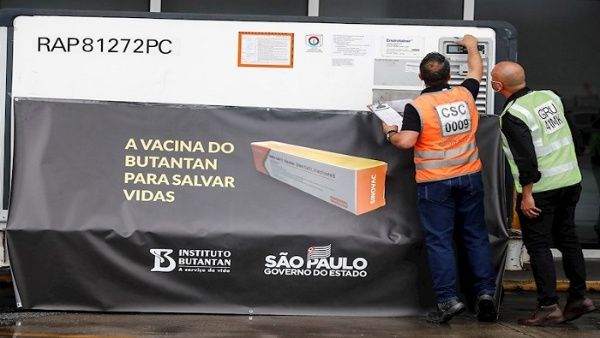 RAP81272PC
CSC
0009
GRU
A VACINA DO
BUTANTAN
PARA SALVAR
VIDAS
SINOVAC
INSTITUTO
BUTANTAN
A serviço da vida
SÃO PAULO
GOVERNO DO ESTADO